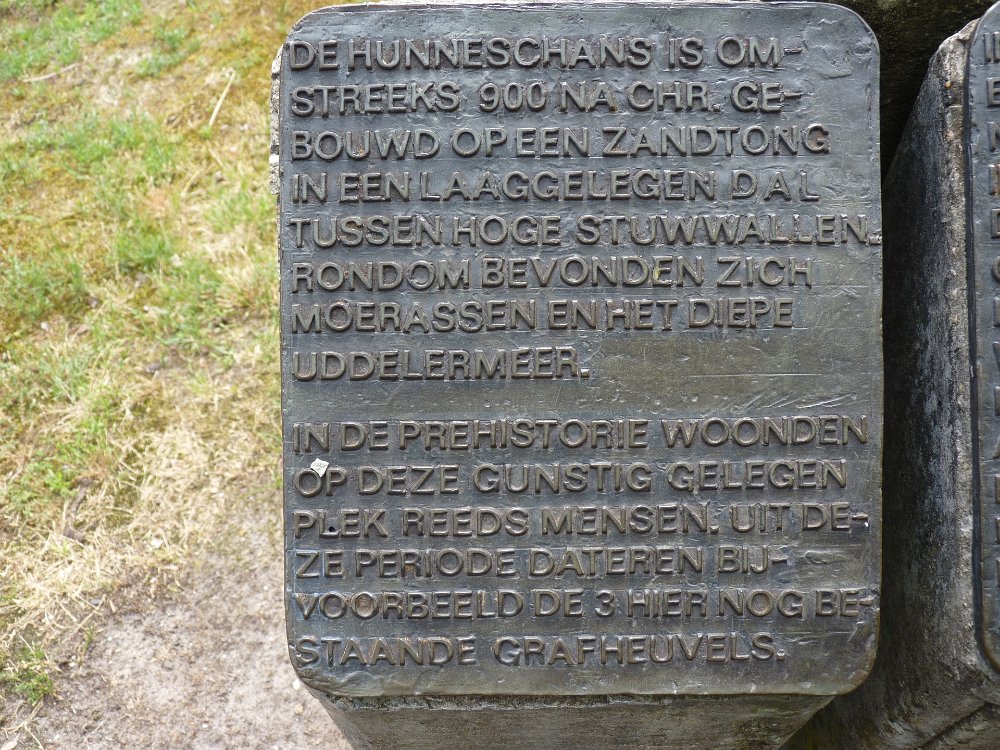 DE HUNNESCHANS IS OM-
STREEKS 900 NA CHR. GE-
BOUWD OP EEN ZANDTONG
IN EEN LAAGGELEGEN DAL
TUSSEN HOGE STUWWALLEN.
RONDOM BEVONDEN ZICH
MOERASSEN EN HET DIEPE
UDDELERMEER.
IN DE PREHISTORIE WOONDEN
OP DEZE GUNSTIG GELEGEN
PLEK REEDS MENSEN. UIT DE-
ZE PERIODE DATEREN BIJ-
VOORBEELD DE 3 HIER NOG BE-
STAANDE GRAFHEUVELS.